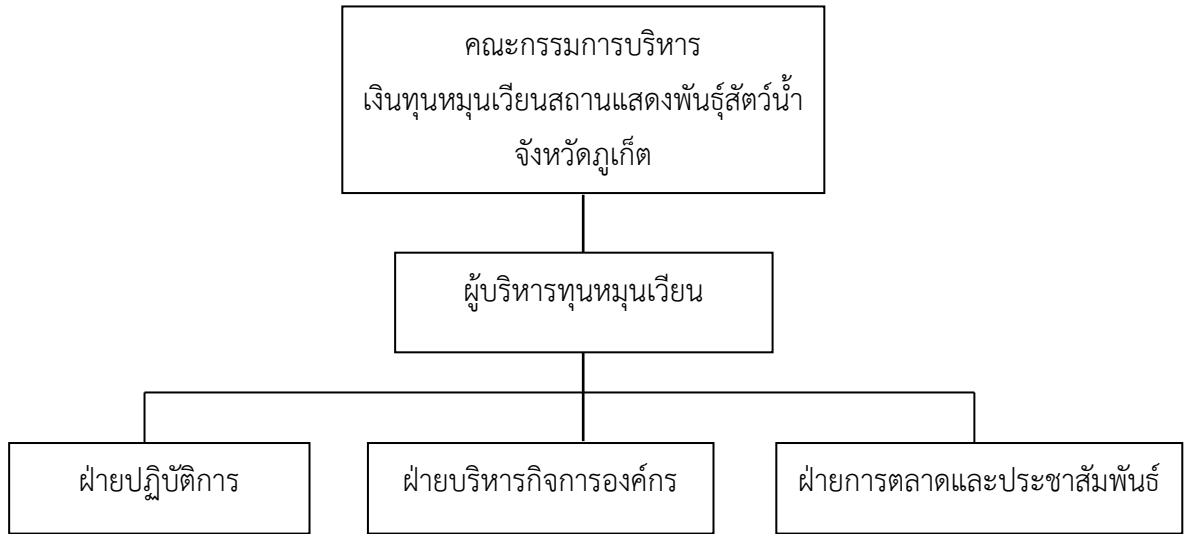 คณะกรรมการบริหาร
เงินทุนหมุนเวียนสถานแสดงพันธุ์สัตว์น้ำ
จังหวัดภูเก็ต
ผู้บริหารทุนหมุนเวียน
ฝ่ายปฏิบัติการ
ฝ่ายบริหารกิจการองค์กร
ฝ่ายการตลาดและประชาสัมพันธ์